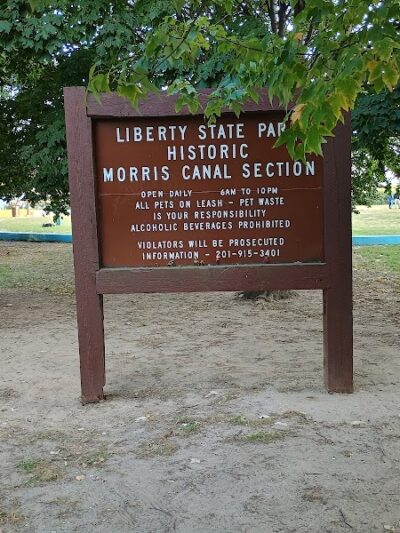 LIBERTY STATE PAR
HISTORIC
MORRIS CANAL SECTION
OPEN DAILY 6AM TO 10PM
ALL PETS ON LEASH - PET WASTE
IS YOUR RESPONSIBILITY
ALCOHOLIC BEVERAGES PROHIBITED
VIOLATORS WILL BE PROSECUTED
INFORMATION - 201-915-3401